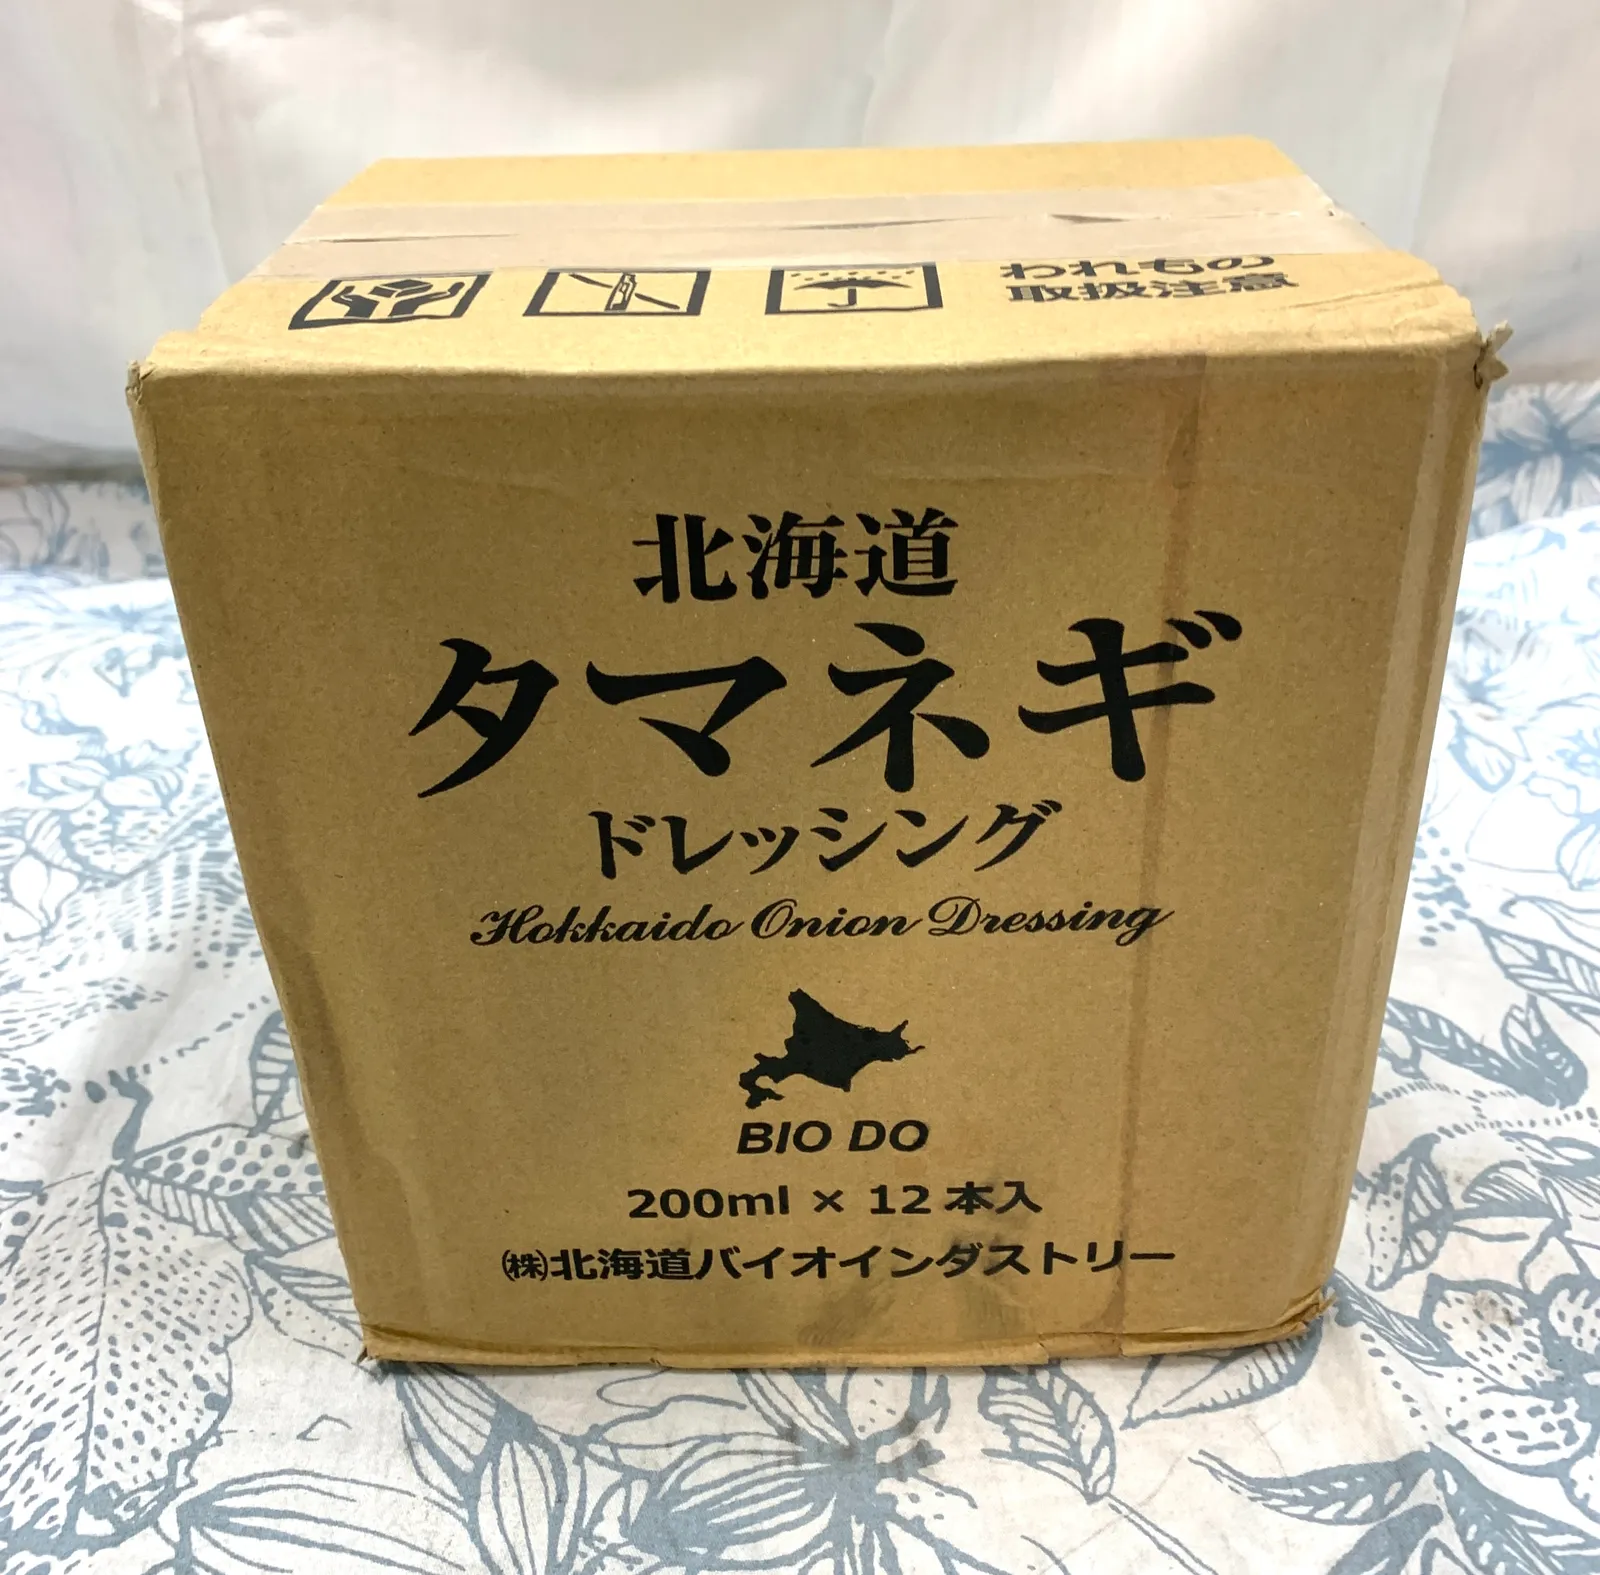 われもの
取扱注意
北海道
タマネギ
ドレッシング
Hokkaido Onion Dressing
BIO DO
200ml × 12本入
㈱北海道バイオインダストリー